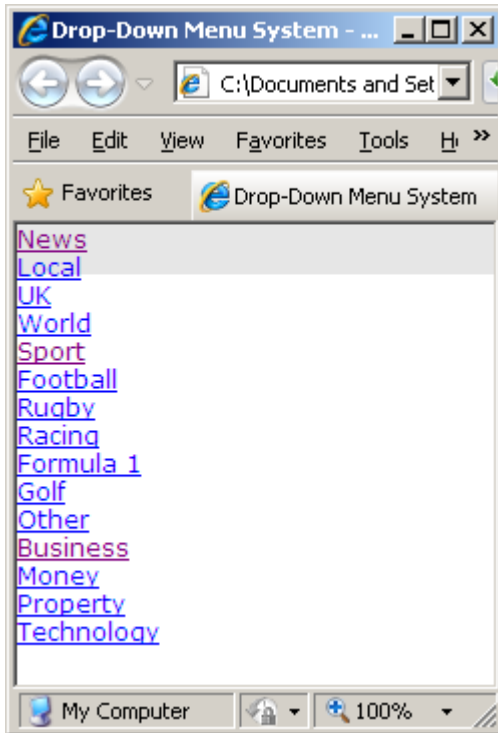 Drop-Down Menu System - ...
C:\Documents and Set
File Edit View Favorites Tools H »
Favorites Drop-Down Menu System
News
Local
UK
World
Sport
Football
Rugby
Racing
Formula 1
Golf
Other
Business
Money
Property
Technology
My Computer 100%